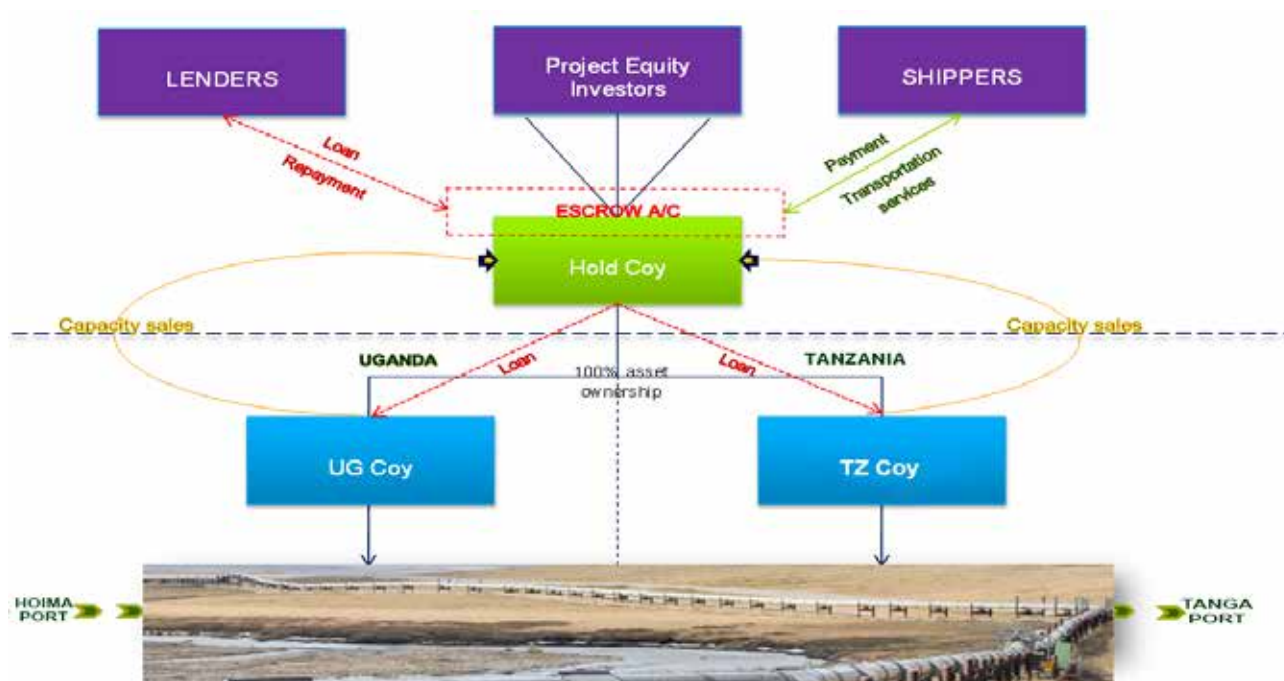 LENDERS
Project Equity
Investors
SHIPPERS
Loan
Repayment
Payment
Transportation
services
ESCROW A/C
Hold Coy
Capacity sales
Capacity sales
UGANDA
Loan
100% asset
ownership
Loan
TANZANIA
UG Coy
TZ Coy
HOIMA
PORT
TANGA
PORT